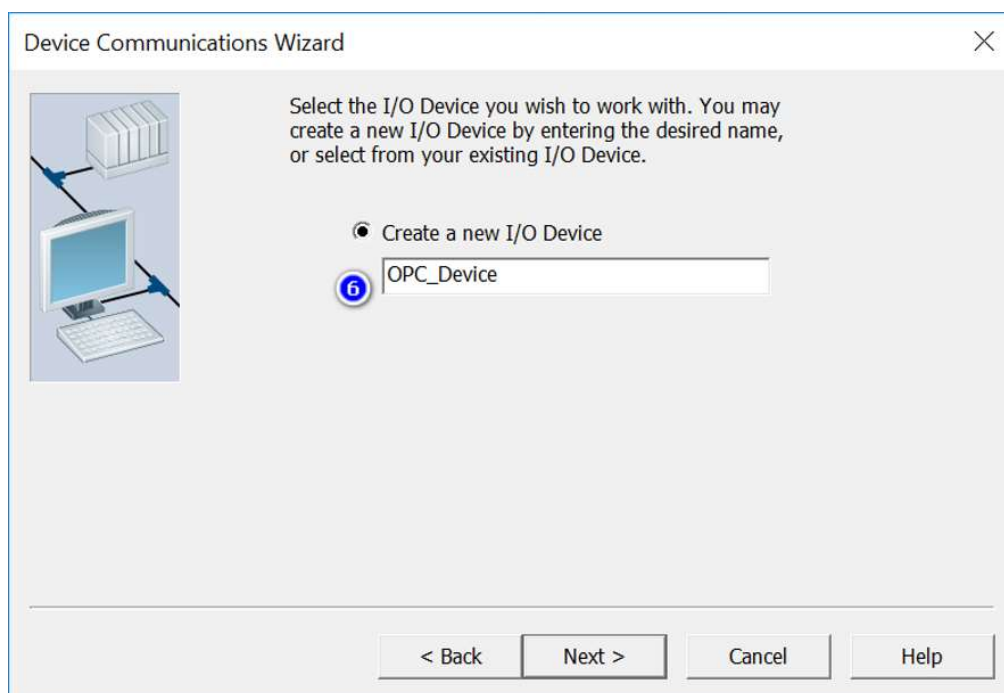 Device Communications Wizard
Select the I/O Device you wish to work with. You may
create a new I/O Device by entering the desired name,
or select from your existing I/O Device.
Create a new I/O Device
6 OPC_Device
< Back Next > Cancel Help